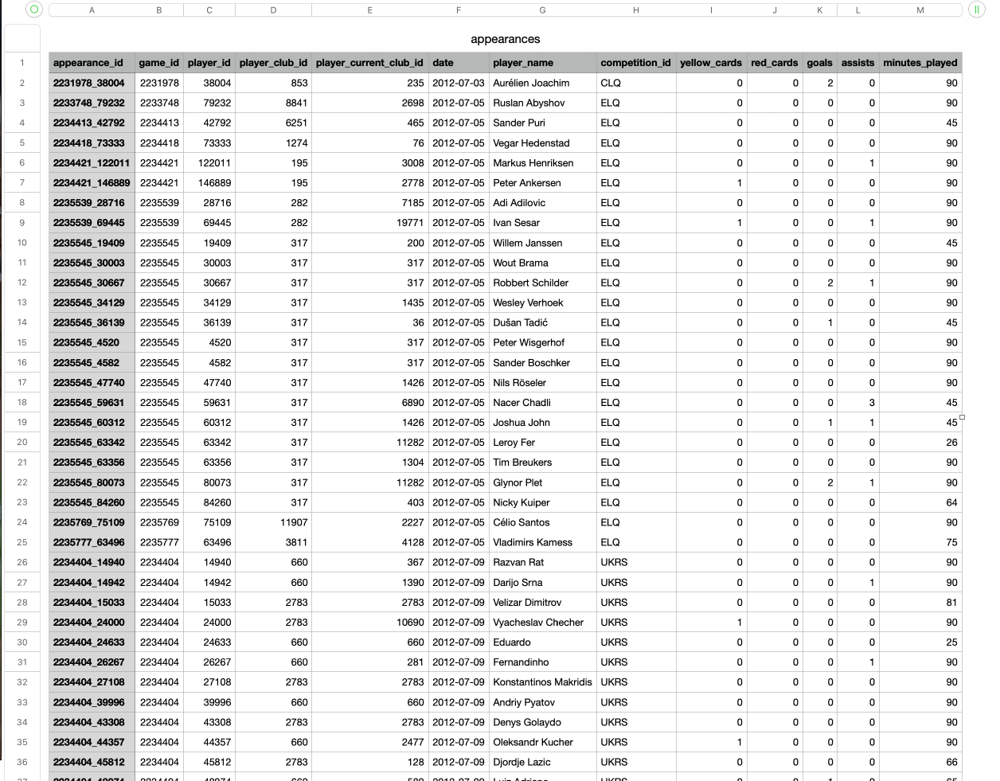 A B C D E F G H I J K L M
appearances
1 appearance_id game_id player_id player_club_id player_current_club_id date player_name competition_id yellow_cards red_cards goals assists minutes_played
2 2231978_38004 2231978 38004 853 235 2012-07-03 Aurélien Joachim CLQ 0 0 2 0 90
3 2233748_79232 2233748 79232 8841 2698 2012-07-05 Ruslan Abyshov ELQ 0 0 0 0 90
4 2234413_42792 2234413 42792 6251 465 2012-07-05 Sander Puri ELQ 0 0 0 0 45
5 2234418_73333 2234418 73333 1274 76 2012-07-05 Vegar Hedenstad ELQ 0 0 0 0 90
6 2234421_122011 2234421 122011 195 3008 2012-07-05 Markus Henriksen ELQ 0 0 0 1 90
7 2234421_146889 2234421 146889 195 2778 2012-07-05 Peter Ankersen ELQ 1 0 0 0 90
8 2235539_28716 2235539 28716 282 7185 2012-07-05 Adi Adilovic ELQ 0 0 0 0 90
9 2235539_69445 2235539 69445 282 19771 2012-07-05 Ivan Sesar ELQ 1 0 0 1 90
10 2235545_19409 2235545 19409 317 200 2012-07-05 Willem Janssen ELQ 0 0 0 0 45
11 2235545_30003 2235545 30003 317 317 2012-07-05 Wout Brama ELQ 0 0 0 0 90
12 2235545_30667 2235545 30667 317 317 2012-07-05 Robbert Schilder ELQ 0 0 2 1 90
13 2235545_34129 2235545 34129 317 1435 2012-07-05 Wesley Verhoek ELQ 0 0 0 0 90
14 2235545_36139 2235545 36139 317 36 2012-07-05 Dušan Tadić ELQ 0 0 1 0 45
15 2235545_4520 2235545 4520 317 317 2012-07-05 Peter Wisgerhof ELQ 0 0 0 0 90
16 2235545_4582 2235545 4582 317 317 2012-07-05 Sander Boschker ELQ 0 0 0 0 90
17 2235545_47740 2235545 47740 317 1426 2012-07-05 Nils Röseler ELQ 0 0 0 0 90
18 2235545_59631 2235545 59631 317 6890 2012-07-05 Nacer Chadli ELQ 0 0 0 3 45
19 2235545_60312 2235545 60312 317 1426 2012-07-05 Joshua John ELQ 0 0 1 1 45
20 2235545_63342 2235545 63342 317 11282 2012-07-05 Leroy Fer ELQ 0 0 0 0 26
21 2235545_63356 2235545 63356 317 1304 2012-07-05 Tim Breukers ELQ 0 0 0 0 90
22 2235545_80073 2235545 80073 317 11282 2012-07-05 Glynor Plet ELQ 0 0 2 1 90
23 2235545_84260 2235545 84260 317 403 2012-07-05 Nicky Kuiper ELQ 0 0 0 0 64
24 2235769_75109 2235769 75109 11907 2227 2012-07-05 Célio Santos ELQ 0 0 0 0 90
25 2235777_63496 2235777 63496 3811 4128 2012-07-05 Vladimirs Kamess ELQ 0 0 0 0 75
26 2234404_14940 2234404 14940 660 367 2012-07-09 Razvan Rat UKRS 0 0 0 0 90
27 2234404_14942 2234404 14942 660 1390 2012-07-09 Darijo Srna UKRS 0 0 0 1 90
28 2234404_15033 2234404 15033 2783 2783 2012-07-09 Velizar Dimitrov UKRS 0 0 0 0 81
29 2234404_24000 2234404 24000 2783 10690 2012-07-09 Vyacheslav Checher UKRS 1 0 0 0 90
30 2234404_24633 2234404 24633 660 660 2012-07-09 Eduardo UKRS 0 0 0 0 25
31 2234404_26267 2234404 26267 660 281 2012-07-09 Fernandinho UKRS 0 0 0 1 90
32 2234404_27108 2234404 27108 2783 2783 2012-07-09 Konstantinos Makridis UKRS 0 0 0 0 90
33 2234404_39996 2234404 39996 660 660 2012-07-09 Andriy Pyatov UKRS 0 0 0 0 90
34 2234404_43308 2234404 43308 2783 2783 2012-07-09 Denys Golaydo UKRS 0 0 0 0 90
35 2234404_44357 2234404 44357 660 2477 2012-07-09 Oleksandr Kucher UKRS 1 0 0 0 90
36 2234404_45812 2234404 45812 2783 128 2012-07-09 Djordje Lazic UKRS 0 0 0 0 66